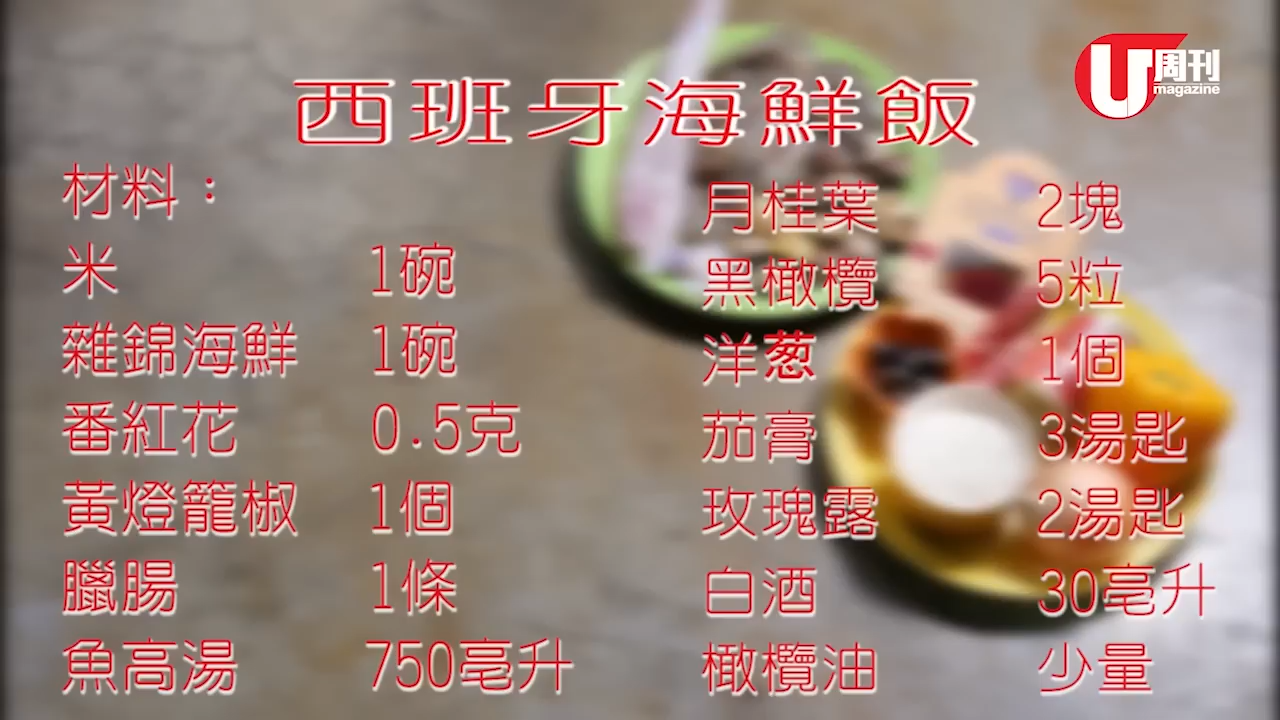 U周刊
magazine
西班牙海鮮飯
材料：
米 1碗
雜錦海鮮 1碗
番紅花 0.5克
黃燈籠椒 1個
臘腸 1條
魚高湯 750亳升
月桂葉 2塊
黑橄欖 5粒
洋葱 1個
茄膏 3湯匙
玫瑰露 2湯匙
白酒 30亳升
橄欖油 少量